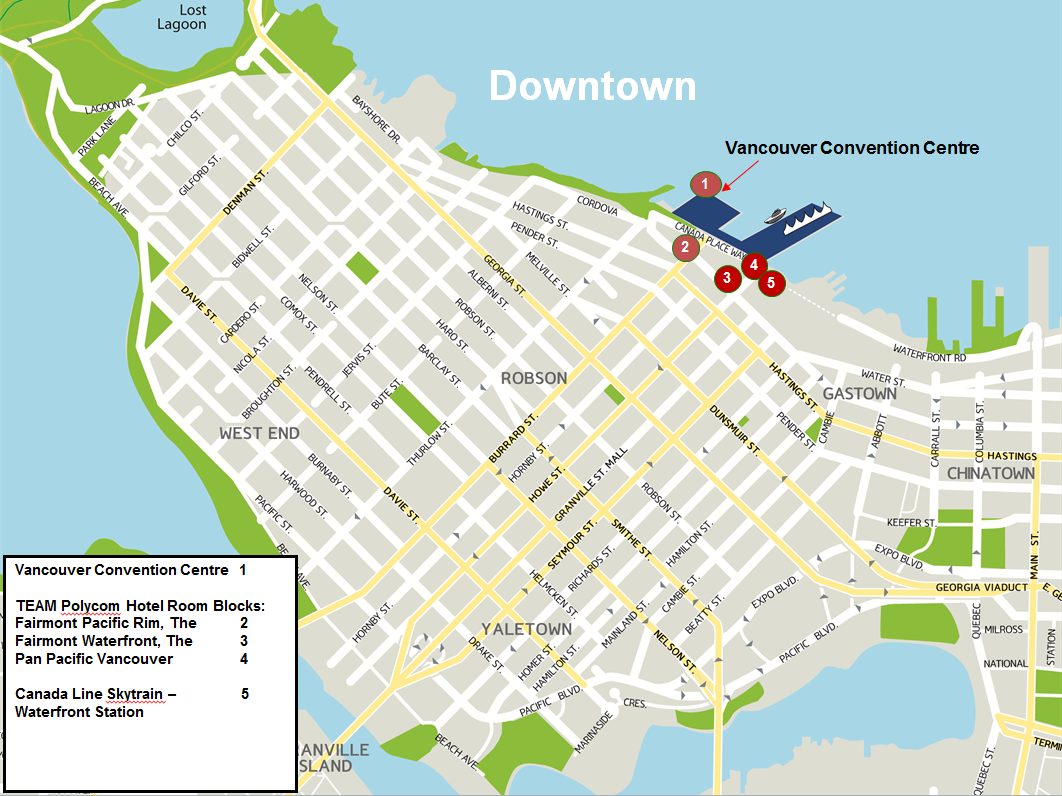 Lost
Lagoon
Downtown
Vancouver Convention Centre
LAGOON DR.
PARK LANE
CHILCO ST.
GILFORD ST.
BEACH AVE
DENMAN ST.
BAYSHORE DR.
BIDWELL ST.
CORDOVA
HASTINGS ST.
PENDER ST.
MELVILLE ST.
CANADA PLACE WAY
1
2
3
4
5
GEORGIA ST.
ALBERNI ST.
ROBSON ST.
HARO ST.
BARCLAY ST.
NELSON ST.
COMOX ST.
PENDRELL ST.
DAVIE ST.
CARDERO ST.
NICOLA ST.
BROUGHTON ST.
JERVIS ST.
BUTE ST.
THURLOW ST.
ROBSON
WEST END
BURNABY ST.
HARWOOD ST.
PACIFIC ST.
DAVIE ST.
BURRARD ST.
HORNBY ST.
HOWE ST.
GRANVILLE ST. MALL
SEYMOUR ST.
SMITHE ST.
RICHARDS ST.
HELMCKEN ST.
ROBSON ST.
HAMILTON ST.
HASTINGS ST.
DUNSMUIR ST.
PENDER ST.
CAMBIE
ABBOTT
GASTOWN
WATER ST.
WATERFRONT RD
CARRALL ST.
COLUMBIA ST.
HASTINGS
CHINATOWN
KEEFER ST.
MAIN ST.
EXPO BLVD.
GEORGIA VIADUCT
E. GE
QUEBEC
MILROSS
NATIONAL
STATION
TERMI
QUEBEC ST.
EXPO BLVD.
PACIFIC BLVD.
CAMBIE ST.
BEATTY ST.
MAINLAND ST.
NELSON ST.
YALETOWN
HORNBY ST.
DRAKE ST.
HOMER ST.
HAMILTON ST.
PACIFIC BLVD.
MARINASIDE
CRES.
BEACH AVE
BE
AVE
RANVILLE
SLAND
Vancouver Convention Centre 1
TEAM Polycom Hotel Room Blocks:
Fairmont Pacific Rim, The 2
Fairmont Waterfront, The 3
Pan Pacific Vancouver 4
Canada Line Skytrain – 5
Waterfront Station